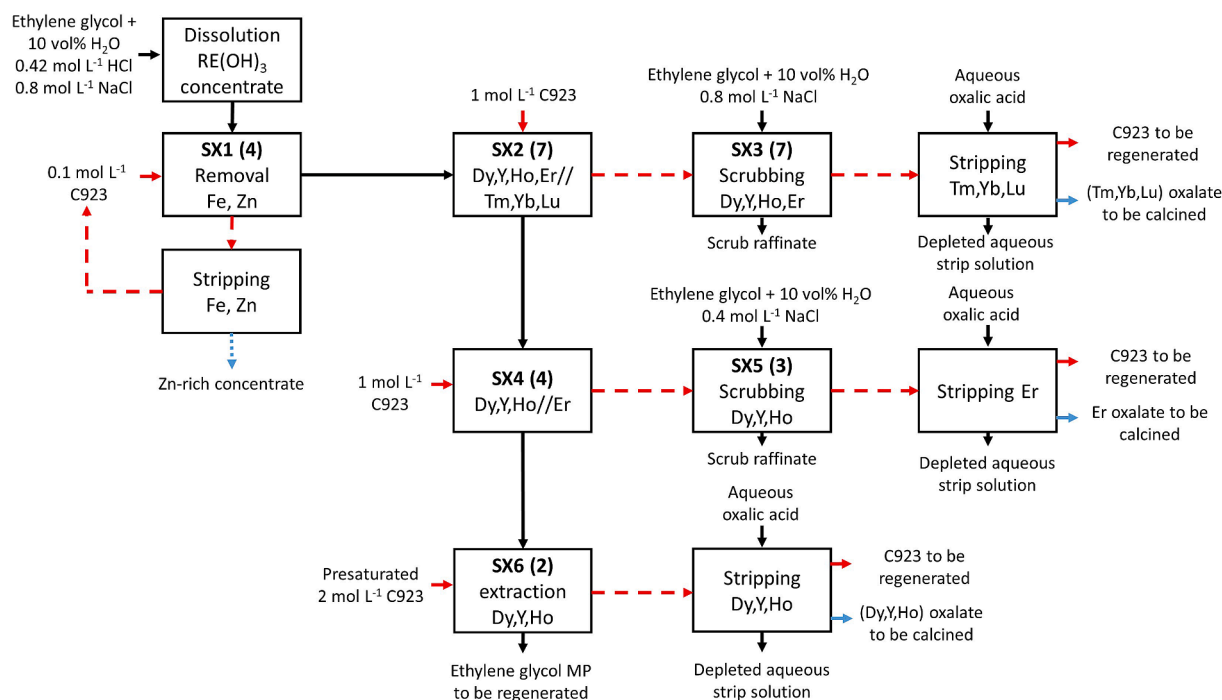 Ethylene glycol +
10 vol% H₂O
0.42 mol L⁻¹ HCl
0.8 mol L⁻¹ NaCl
Dissolution
RE(OH)₃
concentrate
SX1 (4)
Removal
Fe, Zn
0.1 mol L⁻¹
C923
Stripping
Fe, Zn
Zn-rich concentrate
1 mol L⁻¹ C923
SX2 (7)
Dy,Y,Ho,Er//
Tm,Yb,Lu
Ethylene glycol + 10 vol% H₂O
0.8 mol L⁻¹ NaCl
SX3 (7)
Scrubbing
Dy,Y,Ho,Er
Scrub raffinate
Aqueous
oxalic acid
Stripping
Tm,Yb,Lu
C923 to be
regenerated
(Tm,Yb,Lu) oxalate
to be calcined
Depleted aqueous
strip solution
1 mol L⁻¹
C923
SX4 (4)
Dy,Y,Ho//Er
Ethylene glycol + 10 vol% H₂O
0.4 mol L⁻¹ NaCl
SX5 (3)
Scrubbing
Dy,Y,Ho
Scrub raffinate
Aqueous
oxalic acid
Stripping Er
C923 to be
regenerated
Er oxalate to be
calcined
Depleted aqueous
strip solution
Presaturated
2 mol L⁻¹ C923
SX6 (2)
extraction
Dy,Y,Ho
Ethylene glycol MP
to be regenerated
Aqueous
oxalic acid
Stripping
Dy,Y,Ho
C923 to be
regenerated
(Dy,Y,Ho) oxalate
to be calcined
Depleted aqueous
strip solution